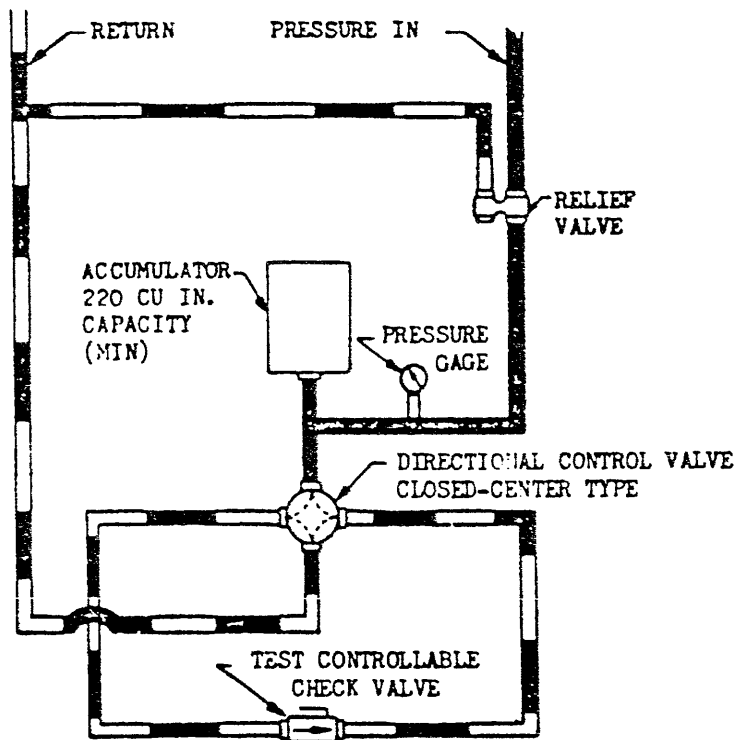 RETURN
PRESSURE IN
RELIEF
VALVE
ACCUMULATOR
220 CU IN.
CAPACITY
(MIN)
PRESSURE
GAGE
DIRECTIONAL CONTROL VALVE
CLOSED-CENTER TYPE
TEST CONTROLLABLE
CHECK VALVE